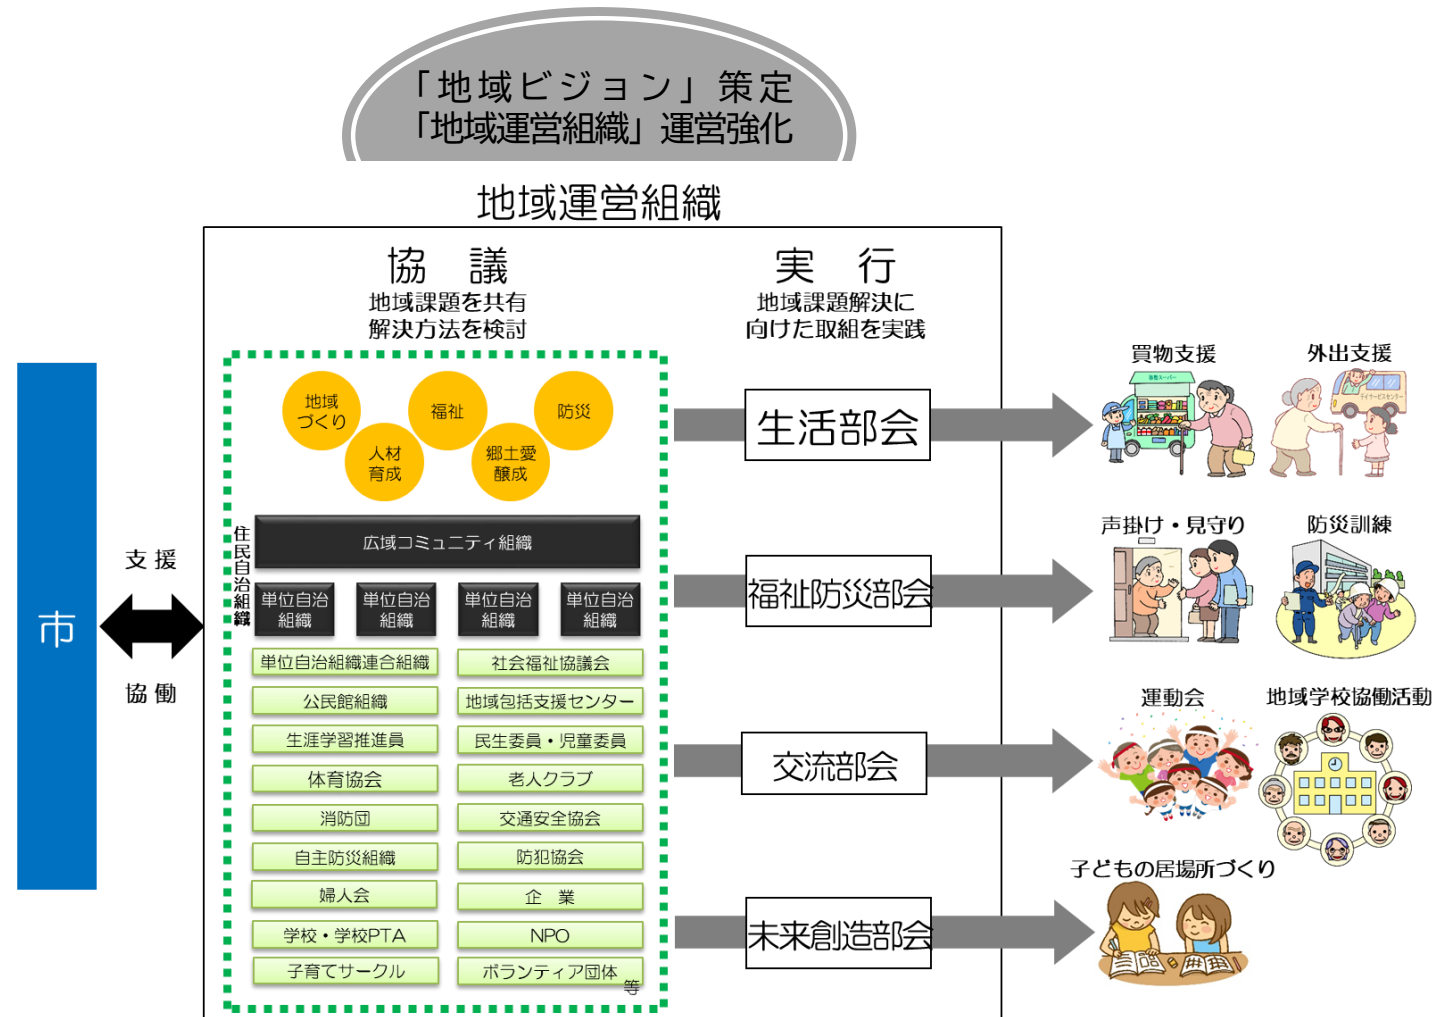 「地域ビジョン」策定
「地域運営組織」運営強化
地域運営組織
協　議
地域課題を共有
解決方法を検討
実　行
地域課題解決に
向けた取組を実践
市
支 援
協 働
地域
づくり
福祉
防災
人材
育成
郷土愛
醸成
住民自治組織
広域コミュニティ組織
単位自治
組織
単位自治
組織
単位自治
組織
単位自治
組織
単位自治組織連合組織
社会福祉協議会
公民館組織
地域包括支援センター
生涯学習推進員
民生委員・児童委員
体育協会
老人クラブ
消防団
交通安全協会
自主防災組織
防犯協会
婦人会
企　業
学校・学校PTA
NPO
子育てサークル
ボランティア団体
等
生活部会
福祉防災部会
交流部会
未来創造部会
買物支援
外出支援
デイサービスセンター
声掛け・見守り
防災訓練
運動会
地域学校協働活動
子どもの居場所づくり